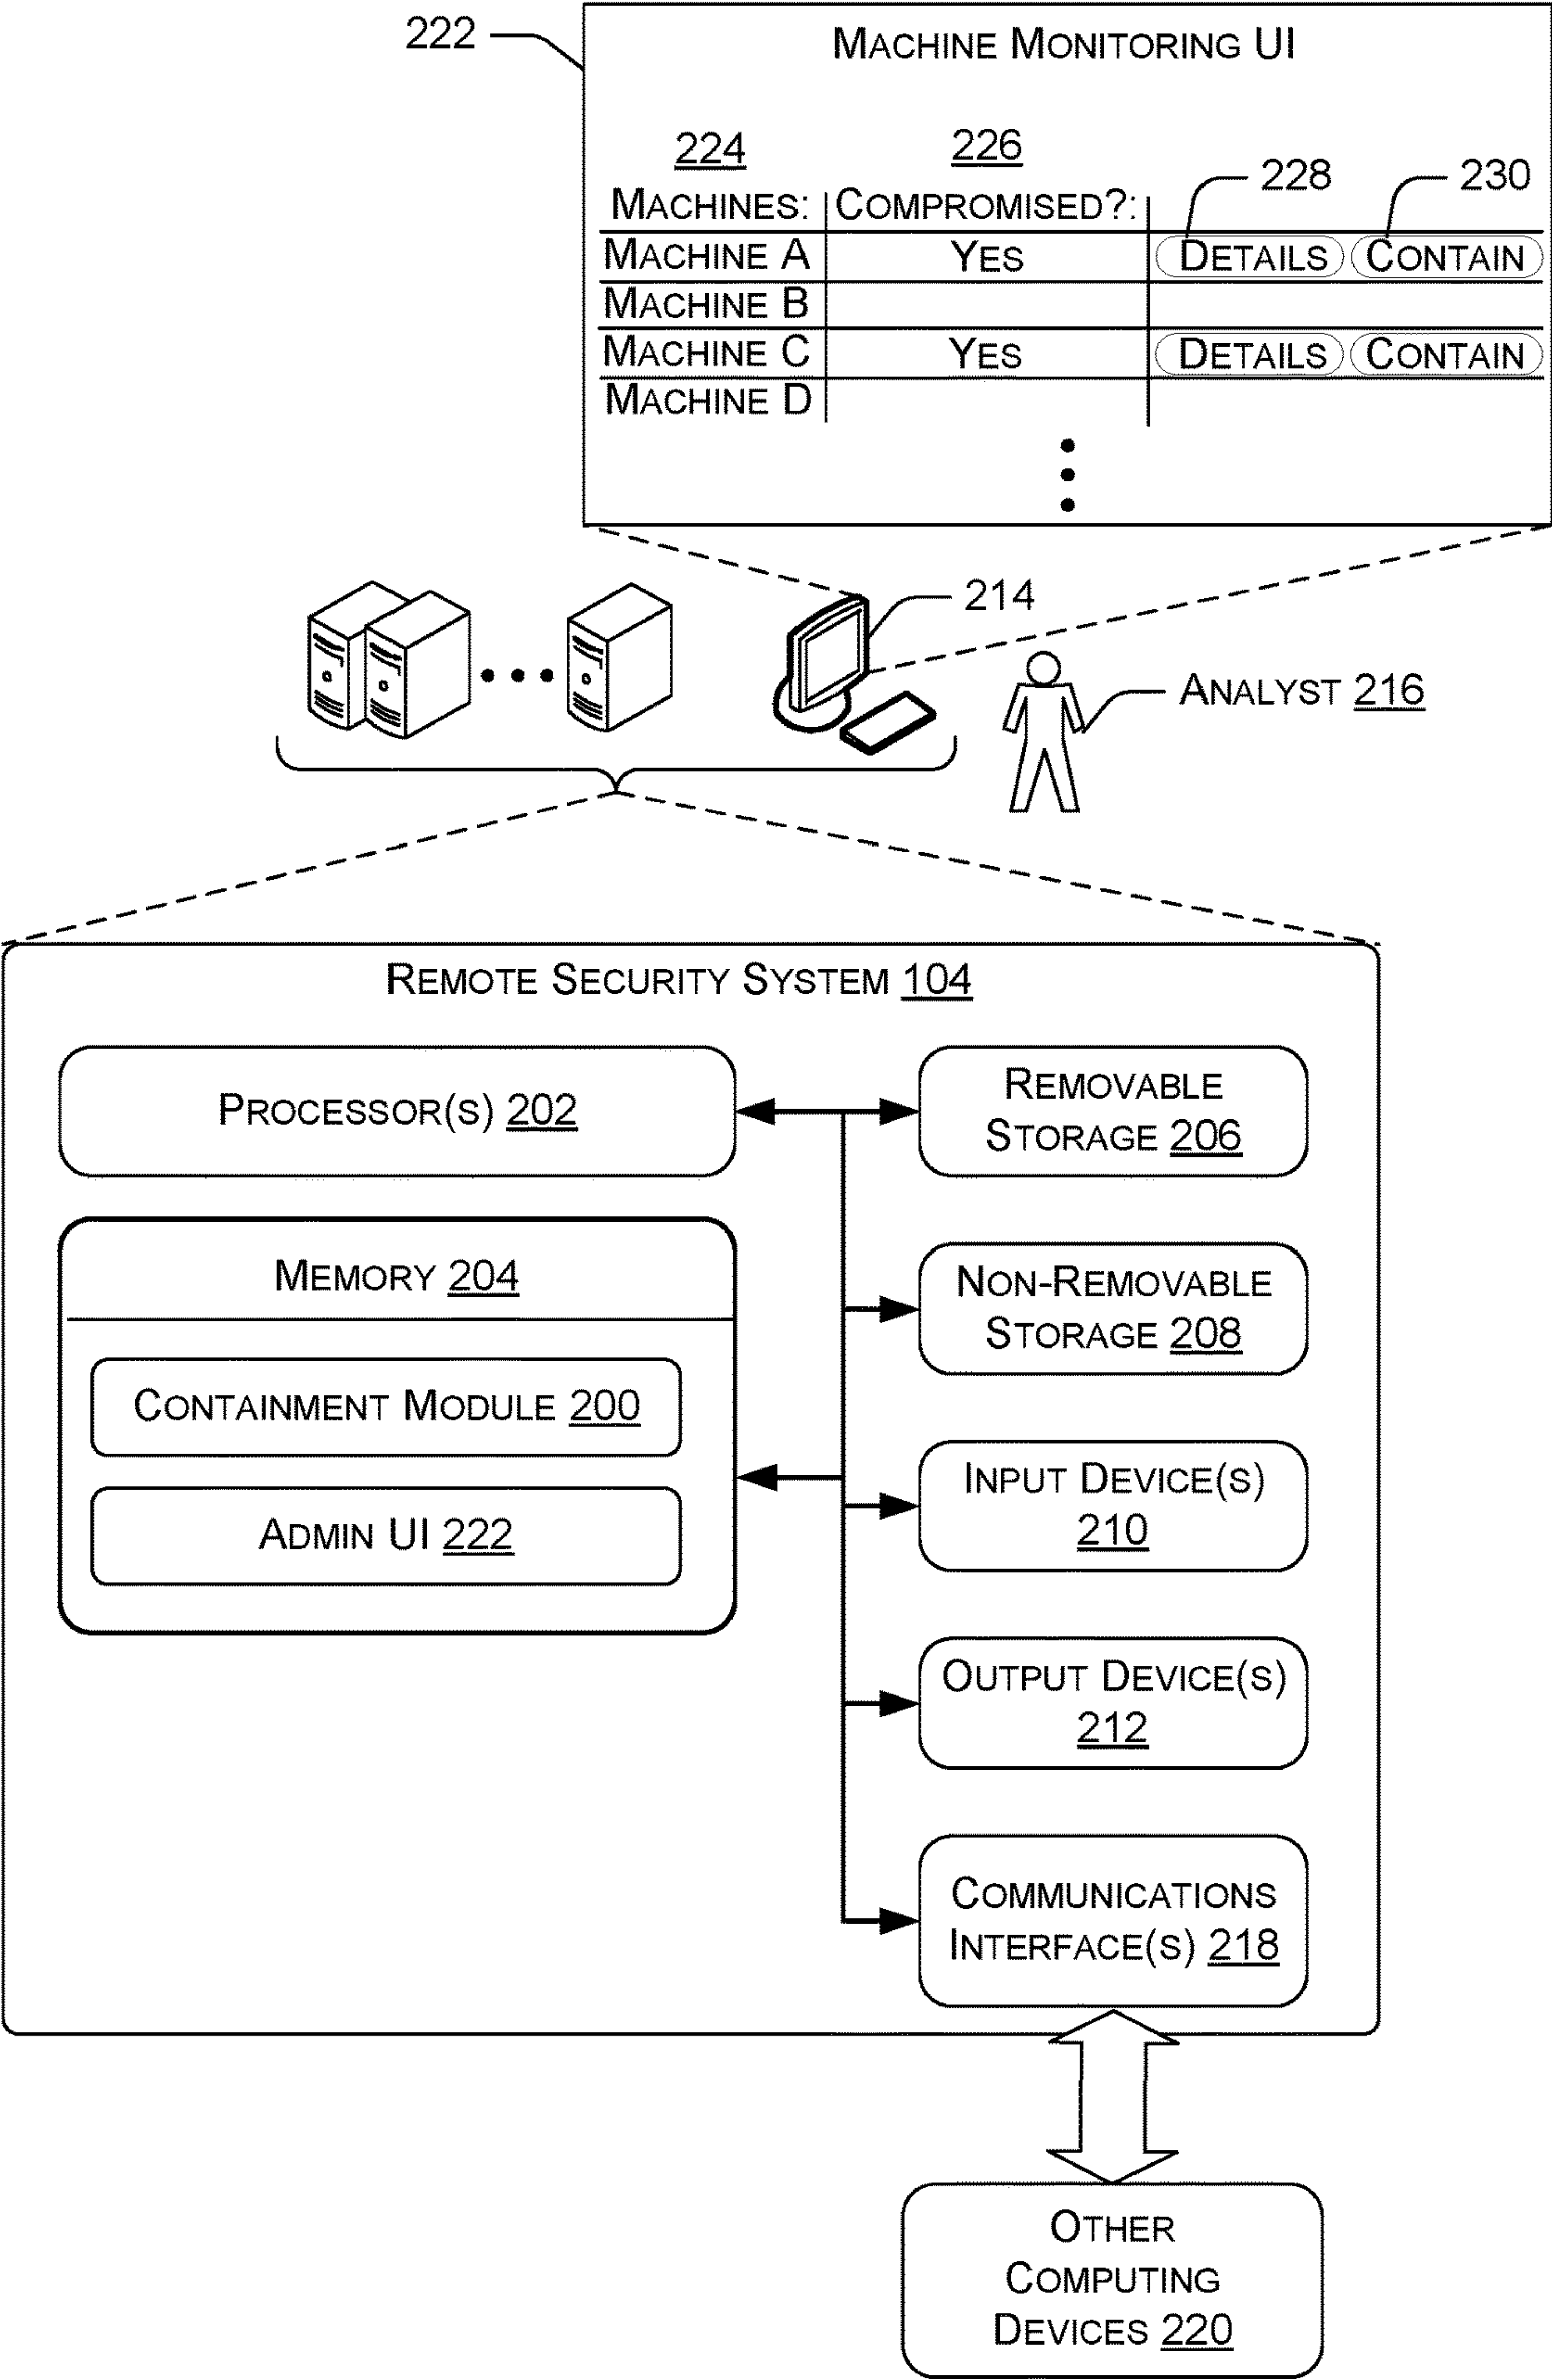 222
MACHINE MONITORING UI
224 226 228 230
MACHINES: COMPROMISED?:
MACHINE A YES DETAILS CONTAIN
MACHINE B
MACHINE C YES DETAILS CONTAIN
MACHINE D
214
ANALYST 216
REMOTE SECURITY SYSTEM 104
PROCESSOR(S) 202
REMOVABLE
STORAGE 206
MEMORY 204
NON-REMOVABLE
STORAGE 208
CONTAINMENT MODULE 200
INPUT DEVICE(S)
210
ADMIN UI 222
OUTPUT DEVICE(S)
212
COMMUNICATIONS
INTERFACE(S) 218
OTHER
COMPUTING
DEVICES 220